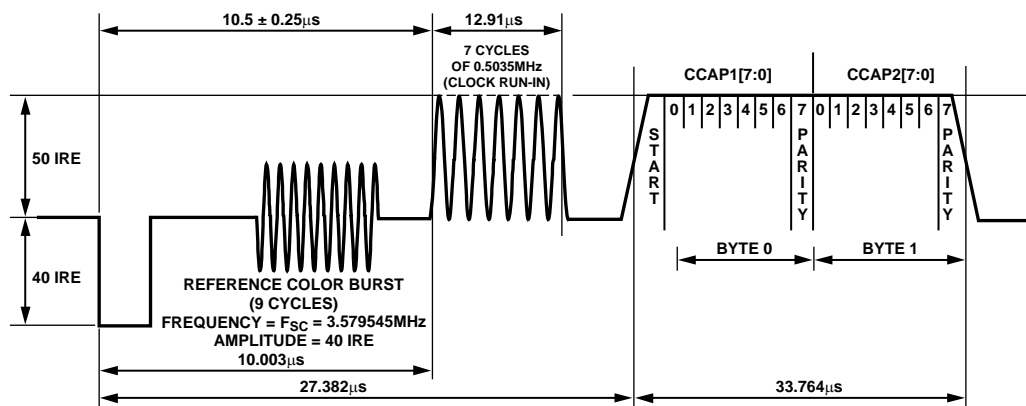 10.5 ± 0.25μs
12.91μs
7 CYCLES
OF 0.5035MHz
(CLOCK RUN-IN)
CCAP1[7:0]
CCAP2[7:0]
0 1 2 3 4 5 6 7 0 1 2 3 4 5 6 7
START
PARITY
PARITY
50 IRE
40 IRE
BYTE 0
BYTE 1
REFERENCE COLOR BURST
(9 CYCLES)
FREQUENCY = FSC = 3.579545MHz
AMPLITUDE = 40 IRE
10.003μs
27.382μs
33.764μs